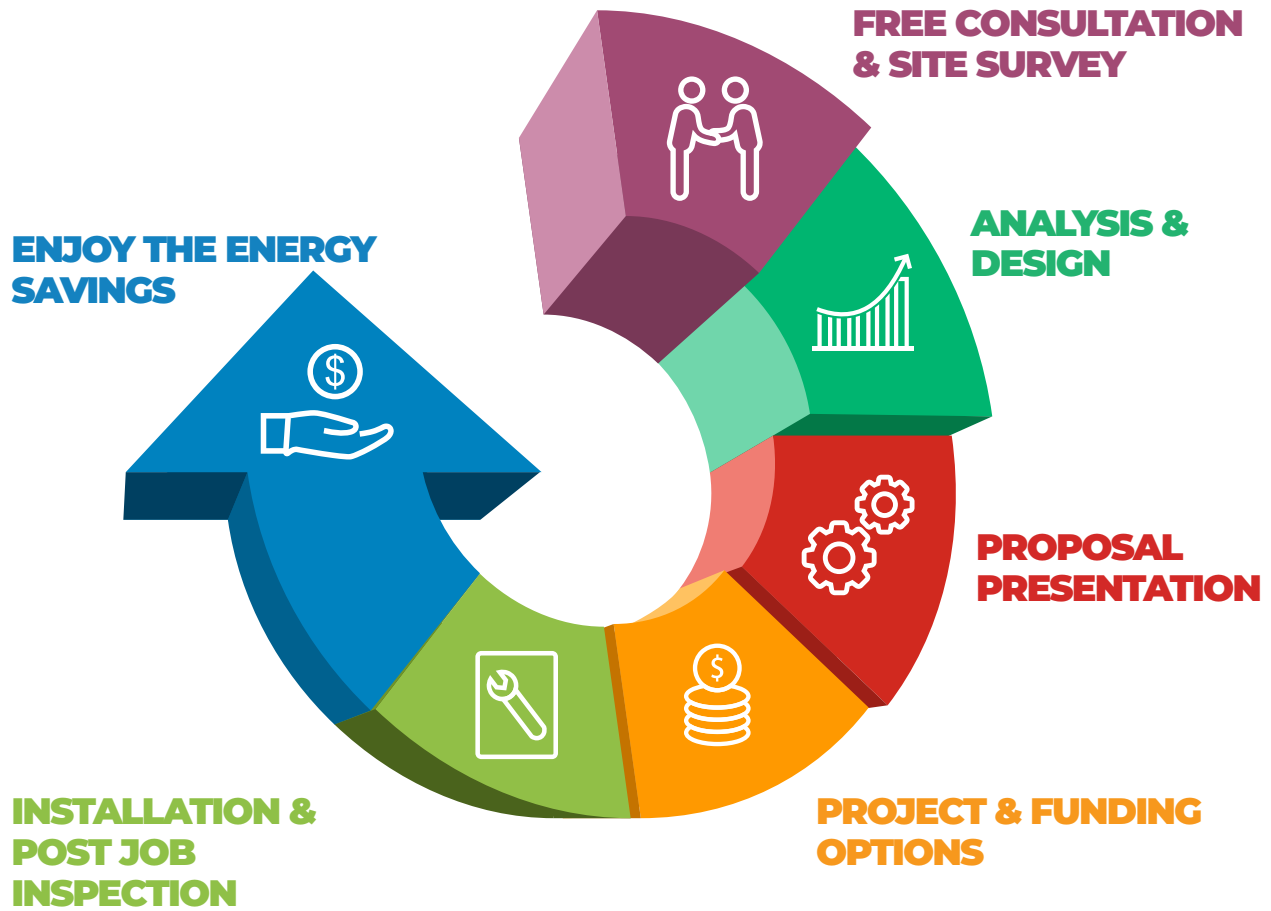 FREE CONSULTATION
& SITE SURVEY
ANALYSIS &
DESIGN
PROPOSAL
PRESENTATION
PROJECT & FUNDING
OPTIONS
$
INSTALLATION &
POST JOB
INSPECTION
ENJOY THE ENERGY
SAVINGS
$